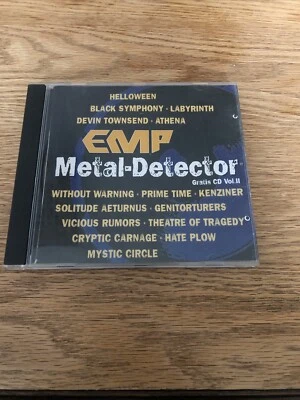 HELLOWEEN
BLACK SYMPHONY · LABYRINTH
DEVIN TOWNSEND · ATHENA
EMP
Metal-Detector
Gratis CD Vol.II
WITHOUT WARNING · PRIME TIME · KENZINER
SOLITUDE AETURNUS · GENITORTURERS
VICIOUS RUMORS · THEATRE OF TRAGEDY
CRYPTIC CARNAGE · HATE PLOW
MYSTIC CIRCLE